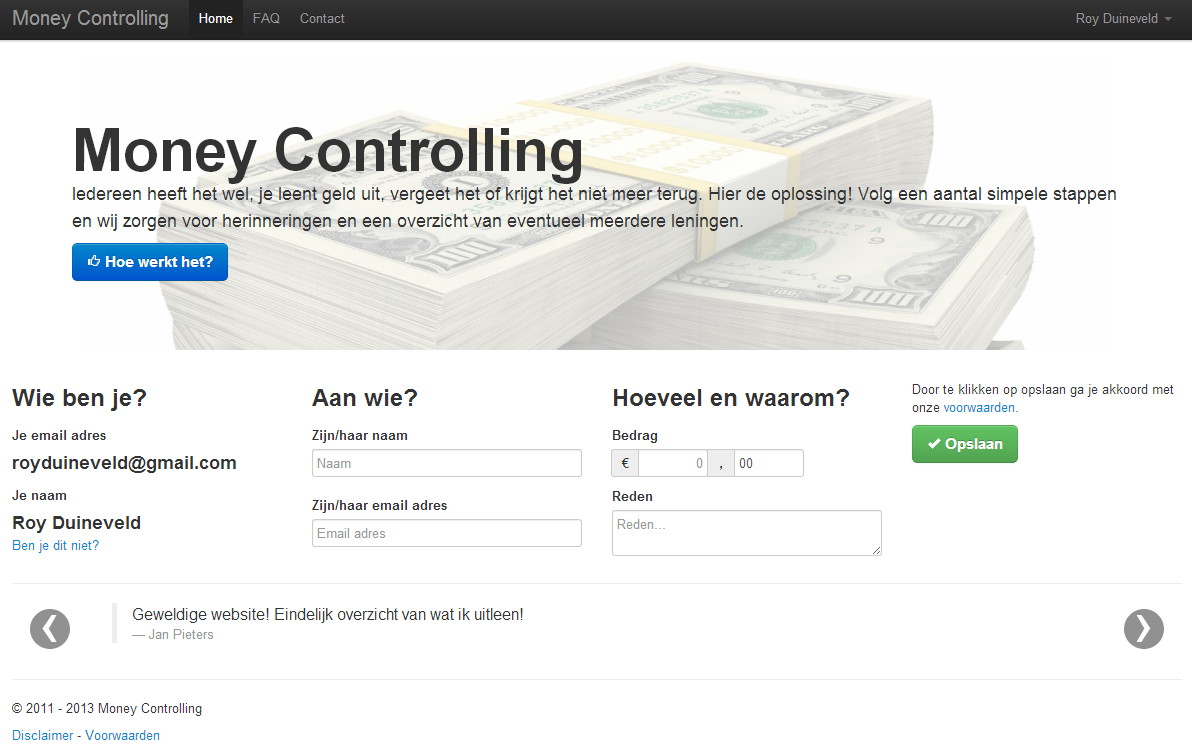 Money Controlling Home FAQ Contact Roy Duineveld
Money Controlling
Iedereen heeft het wel, je leent geld uit, vergeet het of krijgt het niet meer terug. Hier de oplossing! Volg een aantal simpele stappen
en wij zorgen voor herinneringen en een overzicht van eventueel meerdere leningen.
Hoe werkt het?
Wie ben je?
Je email adres
royduineveld@gmail.com
Je naam
Roy Duineveld
Ben je dit niet?
Aan wie?
Zijn/haar naam
Naam
Zijn/haar email adres
Email adres
Hoeveel en waarom?
Bedrag
€ 0 , 00
Reden
Reden...
Door te klikken op opslaan ga je akkoord met
onze voorwaarden.
Opslaan
Geweldige website! Eindelijk overzicht van wat ik uitleen!
— Jan Pieters
© 2011 - 2013 Money Controlling
Disclaimer - Voorwaarden